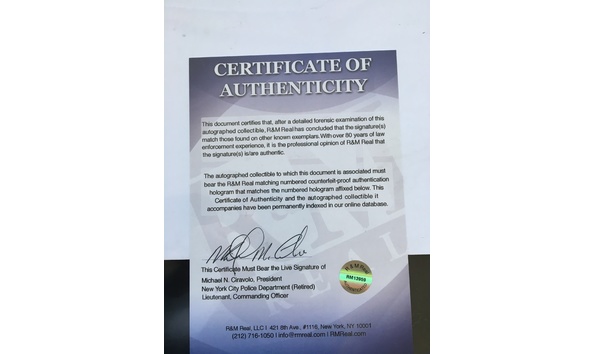 CERTIFICATE OF
AUTHENTICITY
This document certifies that, after a detailed forensic examination of this
autographed collectible, R&M Real has concluded that the signature(s)
match those found on other known exemplars. With over 80 years of law
enforcement experience, it is the professional opinion of R&M Real that
the signature(s) is/are authentic.
The autographed collectible to which this document is associated must
bear the R&M Real matching numbered counterfeit-proof authentication
hologram that matches the numbered hologram affixed below. This
Certificate of Authenticity and the autographed collectible it
accompanies have been permanently indexed in our online database.
This Certificate Must Bear the Live Signature of
Michael N. Ciravolo, President
New York City Police Department (Retired)
Lieutenant, Commanding Officer
R&M Real
RM13959
R&M Real, LLC I 421 8th Ave., #1116, New York, NY 10001
(212) 716-1050 I info@rmreal.com I RMReal.com